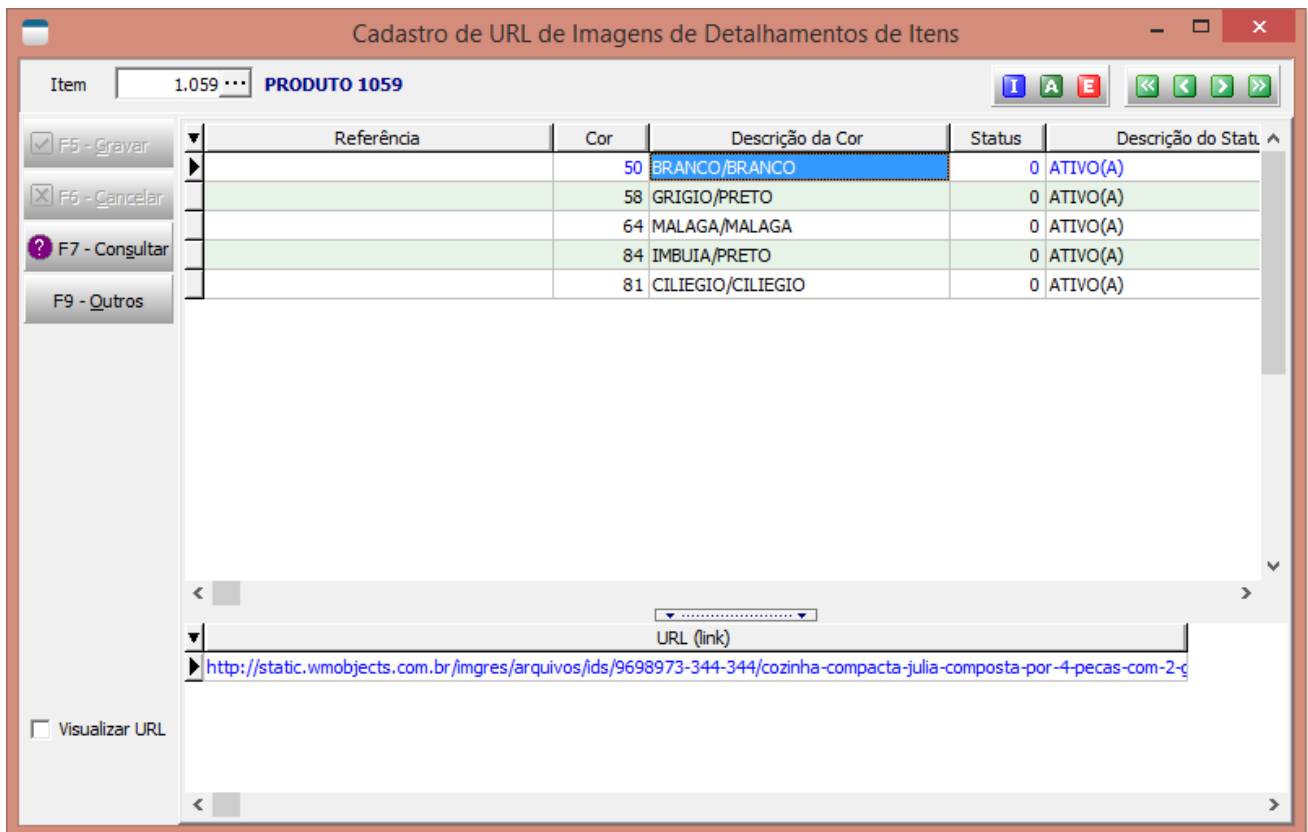 Cadastro de URL de Imagens de Detalhamentos de Itens
Item 1.059 ... PRODUTO 1059 I A E
F5 - Gravar
F6 - Cancelar
? F7 - Consultar
F9 - Outros
Referência Cor Descrição da Cor Status Descrição do Statu
50 BRANCO/BRANCO 0 ATIVO(A)
58 GRIGIO/PRETO 0 ATIVO(A)
64 MALAGA/MALAGA 0 ATIVO(A)
84 IMBUIA/PRETO 0 ATIVO(A)
81 CILIEGIO/CILIEGIO 0 ATIVO(A)
URL (link)
http://static.wmobjects.com.br/imgres/arquivos/ids/9698973-344-344/cozinha-compacta-julia-composta-por-4-pecas-com-2-g
Visualizar URL